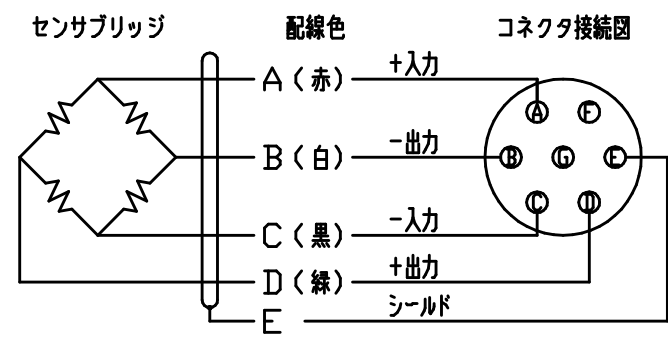 センサブリッジ 配線色 コネクタ接続図
A(赤) +入力
B(白) -出力
C(黒) -入力
D(緑) +出力
E シールド
A F
B G E
C D